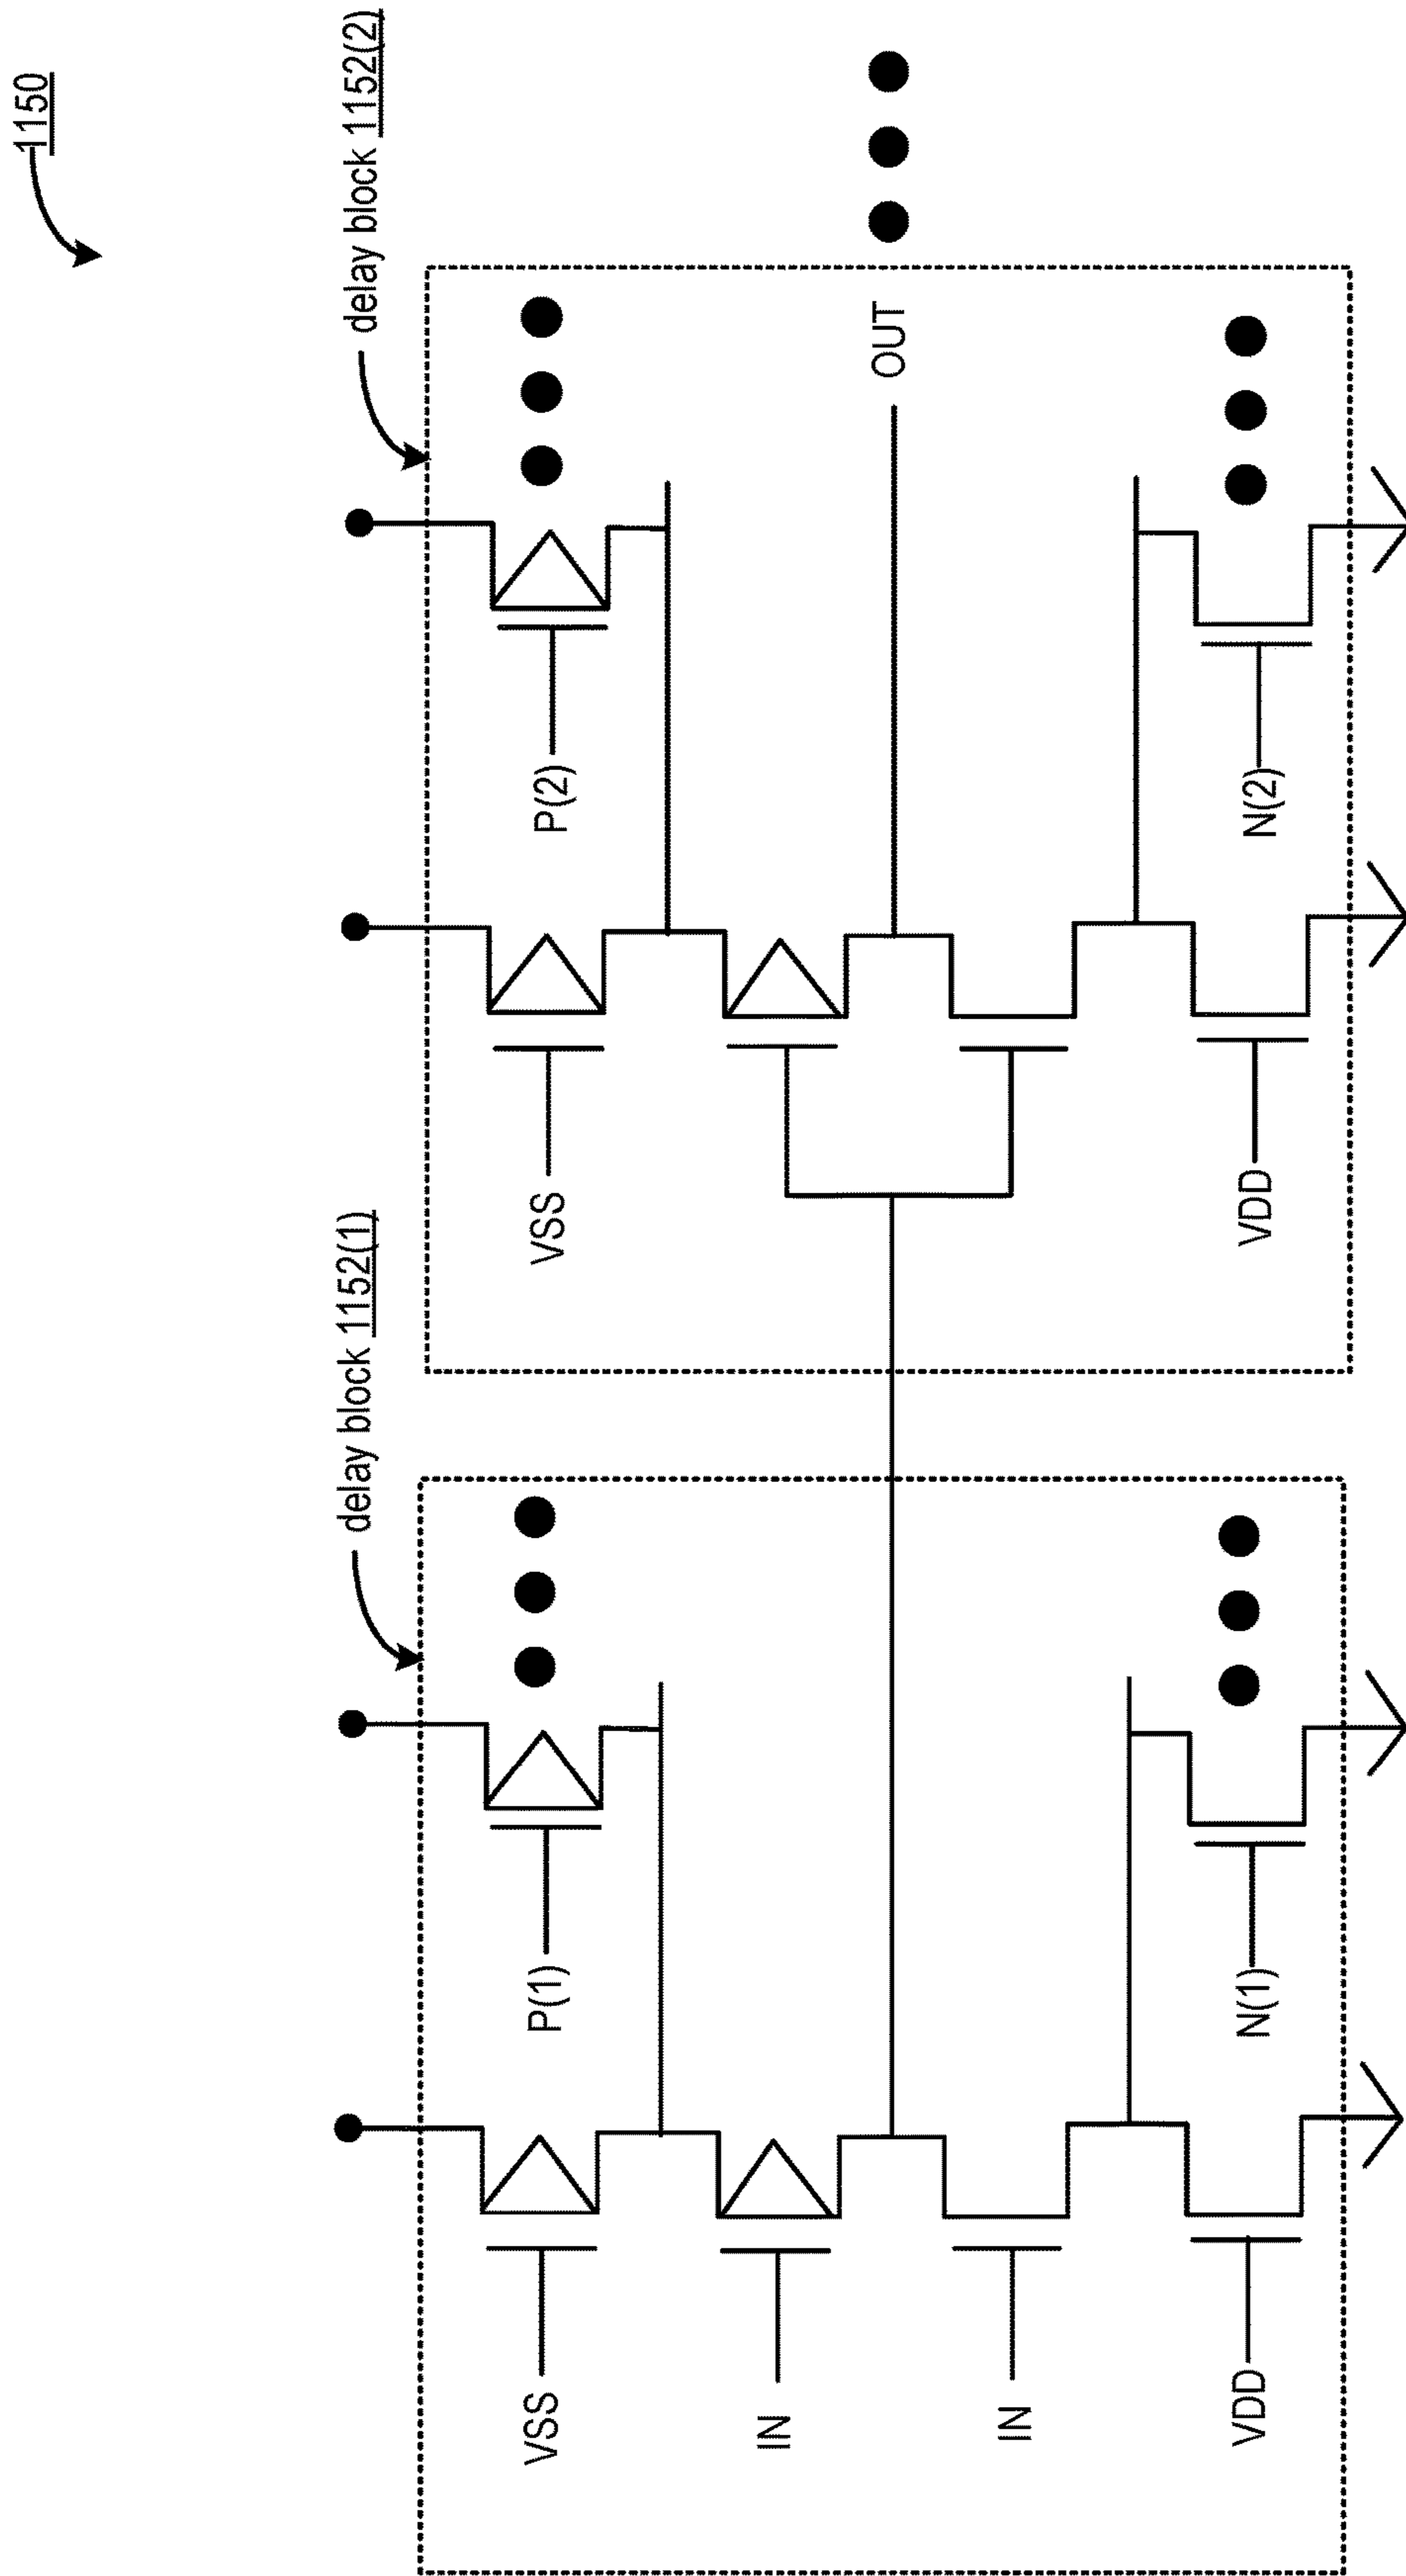 1150
delay block 1152(1)
delay block 1152(2)
VSS
P(1)
VSS
P(2)
IN
IN
OUT
VDD
N(1)
VDD
N(2)